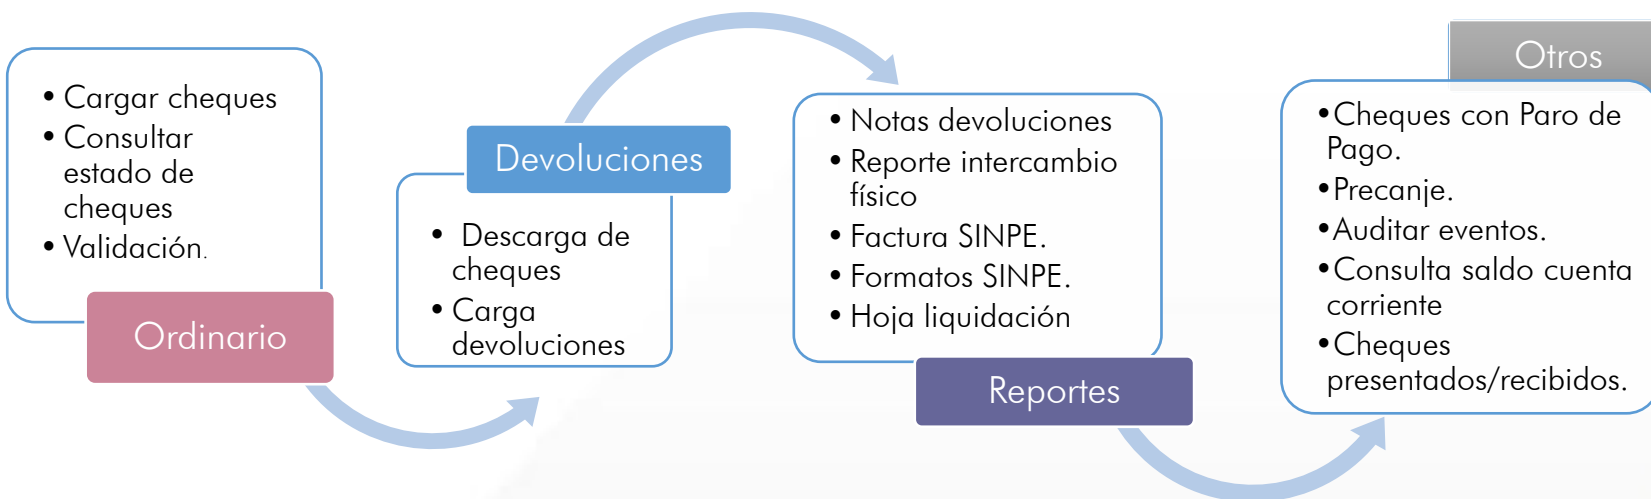 • Cargar cheques
• Consultar
estado de
cheques
• Validación.
Ordinario
Devoluciones
• Descarga de
cheques
• Carga
devoluciones
• Notas devoluciones
• Reporte intercambio
físico
• Factura SINPE.
• Formatos SINPE.
• Hoja liquidación
Reportes
Otros
•Cheques con Paro de
Pago.
•Precanje.
•Auditar eventos.
•Consulta saldo cuenta
corriente
•Cheques
presentados/recibidos.